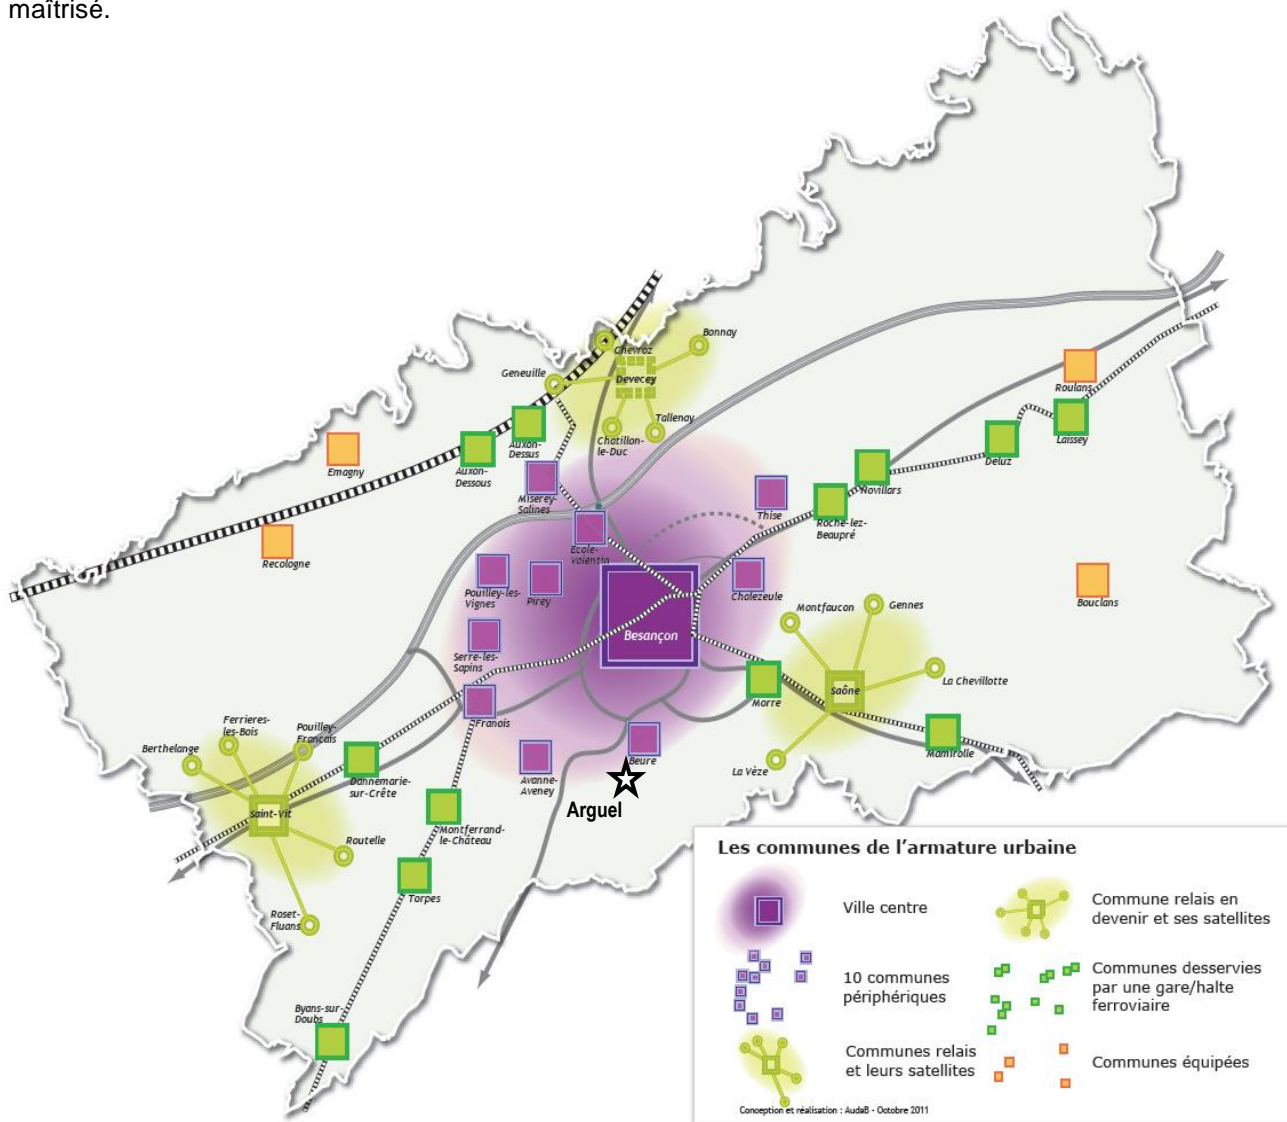 maîtrisé.
Chevroz
Bonnay
Geneuille
Devecey
Tallenay
Chatillon-
le-Duc
Auxon-
Dessus
Auxon-
Dessous
Emagny
Recologne
Miserey-
Salines
Ecole-
Valentin
Thise
Roche-lez-
Beaupré
Novillars
Deluz
Laissey
Roulans
Bouclans
Pouilley-les-
Vignes
Pirey
Chalezeule
Besançon
Serre-les-
Sapins
Franois
Montfaucon
Gennes
La Chevillotte
Saône
Morre
Mamirolle
La Vèze
Beure
Avanne-
Aveney
Arguel
Ferrieres-
les-Bois
Pouilley-
Français
Berthelange
Dannemarie-
sur-Crête
Saint-Vit
Routelle
Montferrand-
le-Château
Torpes
Roset-
Fluans
Byans-sur-
Doubs
Les communes de l'armature urbaine
Ville centre
10 communes
périphériques
Communes relais
et leurs satellites
Commune relais en
devenir et ses satellites
Communes desservies
par une gare/halte
ferroviaire
Communes équipées
Conception et réalisation : AudaB - Octobre 2011